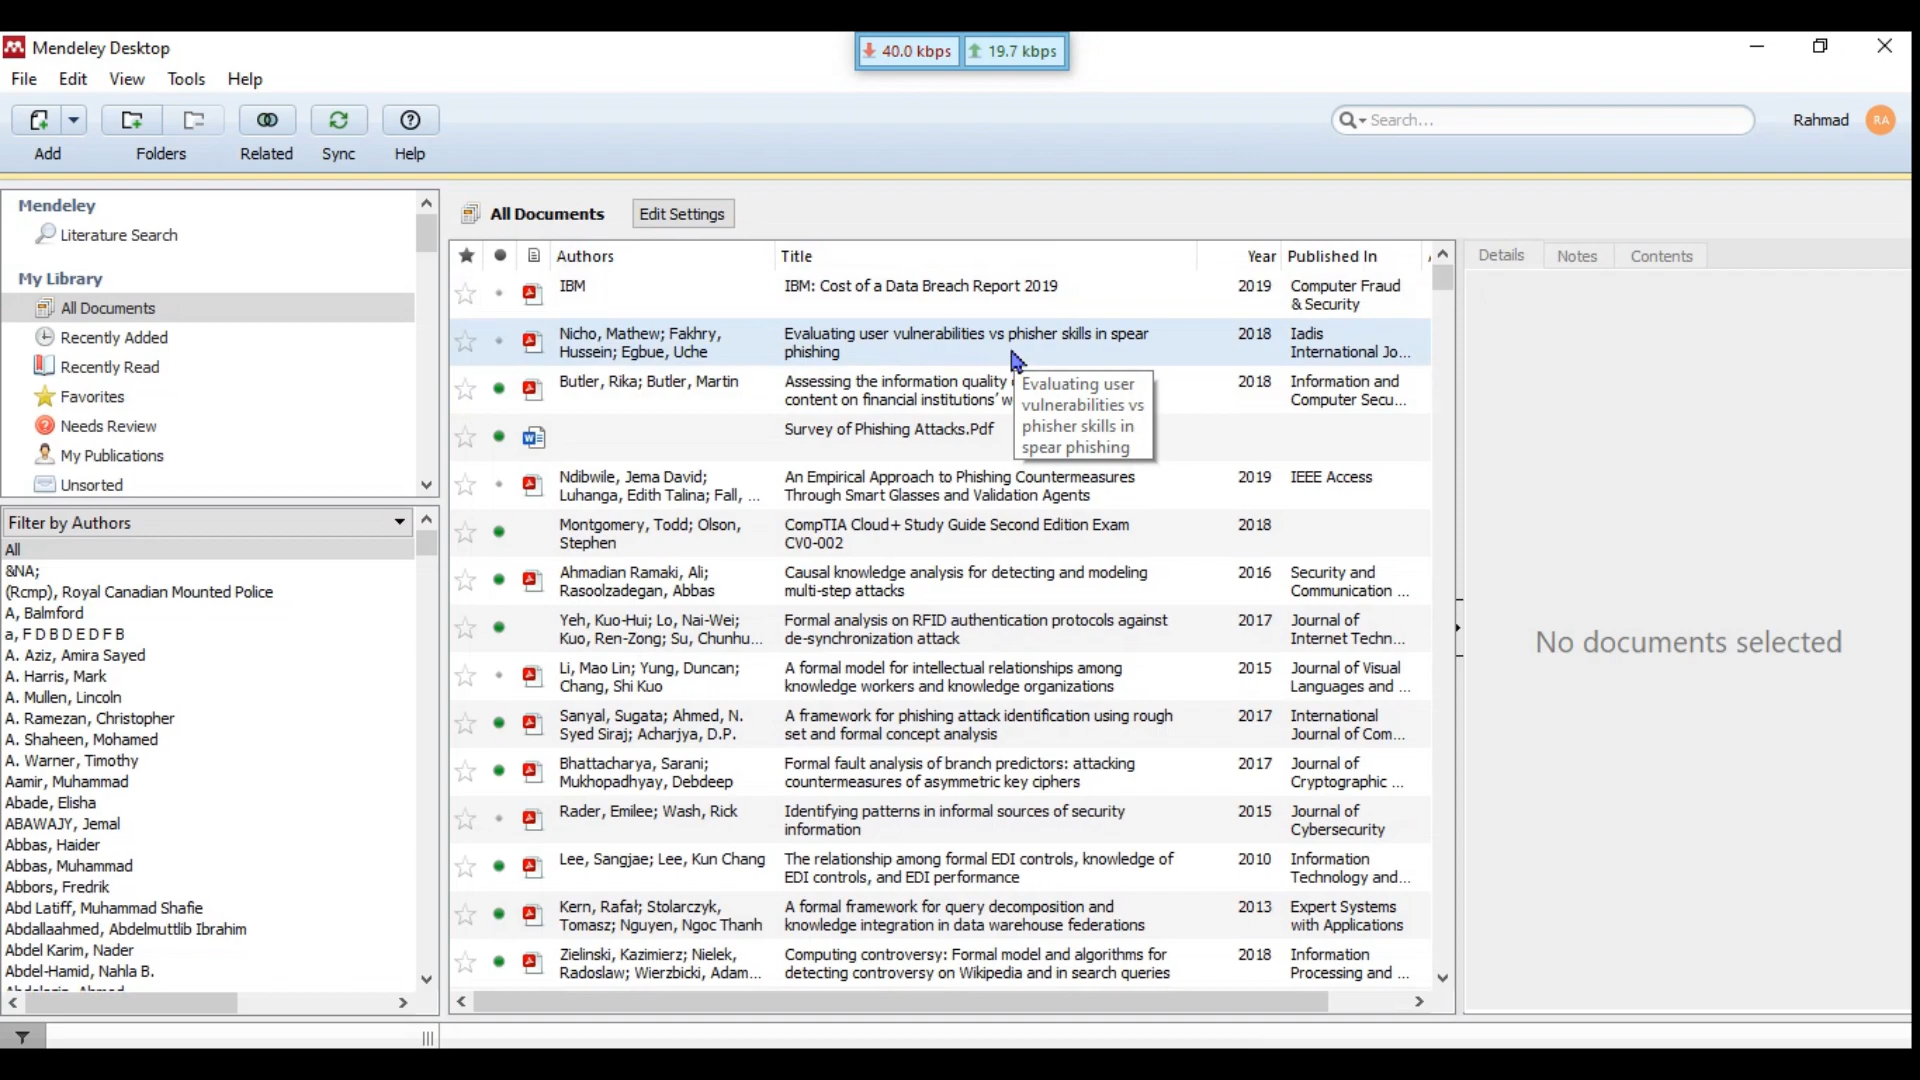 Mendeley Desktop
40.0 kbps
19.7 kbps
File Edit View Tools Help
Add Folders Related Sync Help
Search...
Rahmad
RA
Mendeley
Literature Search
My Library
All Documents
Recently Added
Recently Read
Favorites
Needs Review
My Publications
Unsorted
Filter by Authors
All
&NA;
(Rcmp), Royal Canadian Mounted Police
A, Balmford
a, F D B D E D F B
A. Aziz, Amira Sayed
A. Harris, Mark
A. Mullen, Lincoln
A. Ramezan, Christopher
A. Shaheen, Mohamed
A. Warner, Timothy
Aamir, Muhammad
Abade, Elisha
ABAWAJY, Jemal
Abbas, Haider
Abbas, Muhammad
Abbors, Fredrik
Abd Latiff, Muhammad Shafie
Abdallaahmed, Abdelmuttlib Ibrahim
Abdel Karim, Nader
Abdel-Hamid, Nahla B.
All Documents
Edit Settings
Authors Title Year Published In
IBM IBM: Cost of a Data Breach Report 2019 2019 Computer Fraud
& Security
Nicho, Mathew; Fakhry, Evaluating user vulnerabilities vs phisher skills in spear 2018 Iadis
Hussein; Egbue, Uche phishing International Jo...
Butler, Rika; Butler, Martin Assessing the information quality 2018 Information and
content on financial institutions' w Computer Secu...
Evaluating user
vulnerabilities vs
phisher skills in
spear phishing
Survey of Phishing Attacks.Pdf
Ndibwile, Jema David; An Empirical Approach to Phishing Countermeasures 2019 IEEE Access
Luhanga, Edith Talina; Fall, ... Through Smart Glasses and Validation Agents
Montgomery, Todd; Olson, CompTIA Cloud+ Study Guide Second Edition Exam 2018
Stephen CV0-002
Ahmadian Ramaki, Ali; Causal knowledge analysis for detecting and modeling 2016 Security and
Rasoolzadegan, Abbas multi-step attacks Communication ...
Yeh, Kuo-Hui; Lo, Nai-Wei; Formal analysis on RFID authentication protocols against 2017 Journal of
Kuo, Ren-Zong; Su, Chunhu... de-synchronization attack Internet Techn...
Li, Mao Lin; Yung, Duncan; A formal model for intellectual relationships among 2015 Journal of Visual
Chang, Shi Kuo knowledge workers and knowledge organizations Languages and ...
Sanyal, Sugata; Ahmed, N. A framework for phishing attack identification using rough 2017 International
Syed Siraj; Acharjya, D.P. set and formal concept analysis Journal of Com...
Bhattacharya, Sarani; Formal fault analysis of branch predictors: attacking 2017 Journal of
Mukhopadhyay, Debdeep countermeasures of asymmetric key ciphers Cryptographic ...
Rader, Emilee; Wash, Rick Identifying patterns in informal sources of security 2015 Journal of
information Cybersecurity
Lee, Sangjae; Lee, Kun Chang The relationship among formal EDI controls, knowledge of 2010 Information
EDI controls, and EDI performance Technology and...
Kern, Rafał; Stolarczyk, A formal framework for query decomposition and 2013 Expert Systems
Tomasz; Nguyen, Ngoc Thanh knowledge integration in data warehouse federations with Applications
Zielinski, Kazimierz; Nielek, Computing controversy: Formal model and algorithms for 2018 Information
Radoslaw; Wierzbicki, Adam... detecting controversy on Wikipedia and in search queries Processing and ...
Details Notes Contents
No documents selected